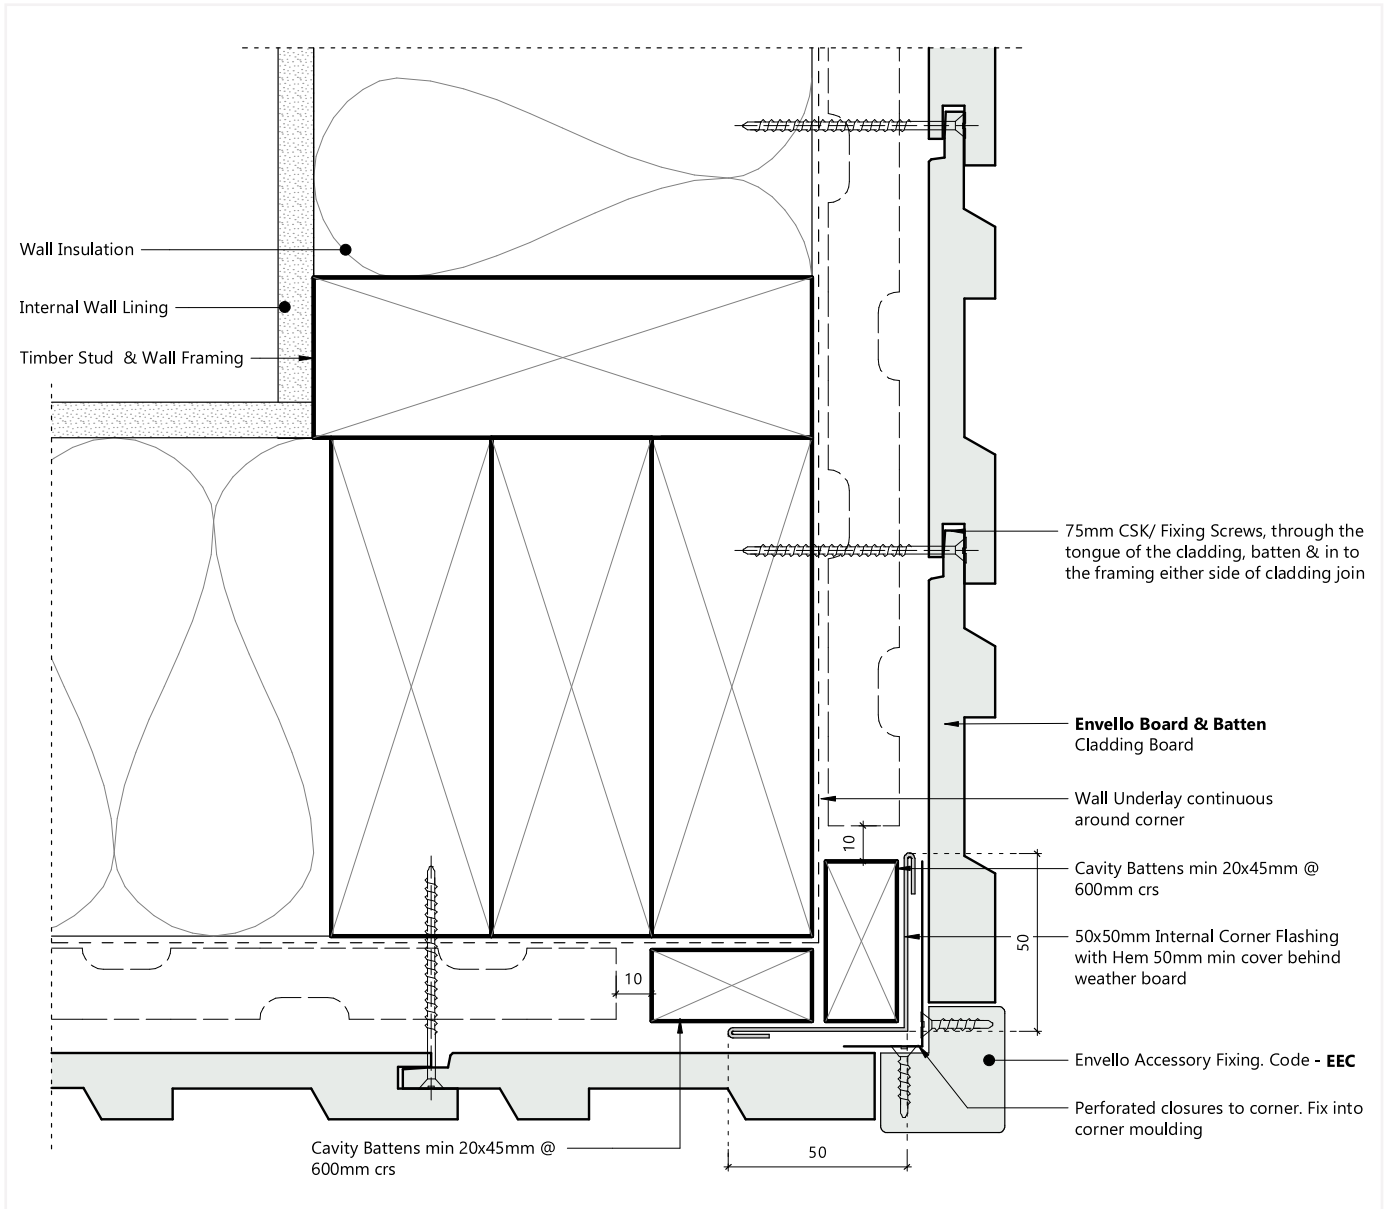 Wall Insulation
Internal Wall Lining
Timber Stud & Wall Framing
75mm CSK/ Fixing Screws, through the
tongue of the cladding, batten & in to
the framing either side of cladding join
Envello Board & Batten
Cladding Board
Wall Underlay continuous
around corner
10
Cavity Battens min 20x45mm @
600mm crs
50
50x50mm Internal Corner Flashing
with Hem 50mm min cover behind
weather board
10
Envello Accessory Fixing. Code - EEC
Perforated closures to corner. Fix into
corner moulding
Cavity Battens min 20x45mm @
600mm crs
50